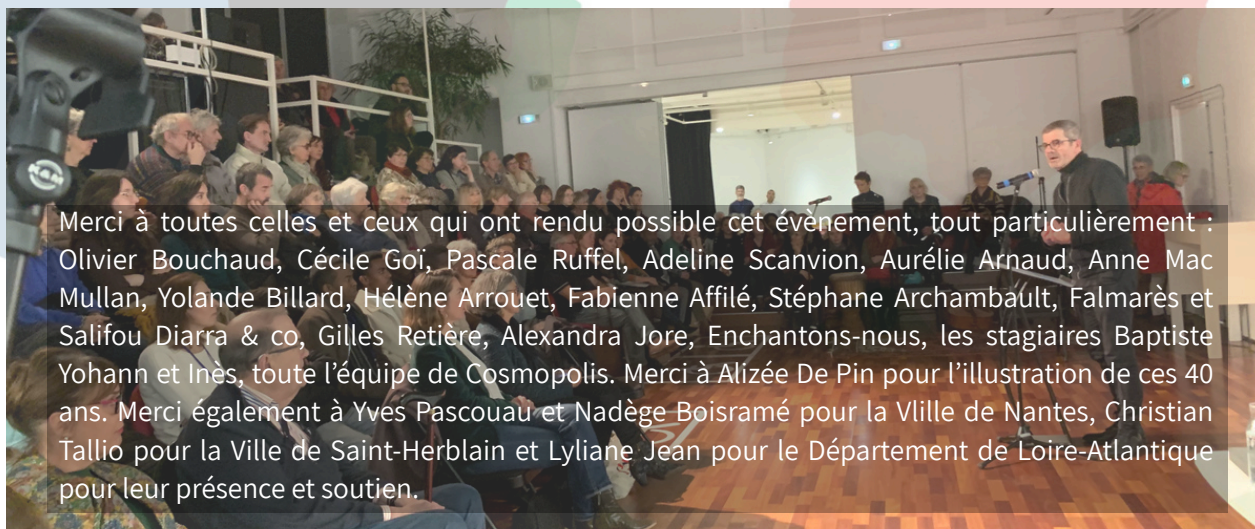 K&M
Merci à toutes celles et ceux qui ont rendu possible cet évènement, tout particulièrement :
Olivier Bouchaud, Cécile Goï, Pascale Ruffel, Adeline Scanvion, Aurélie Arnaud, Anne Mac
Mullan, Yolande Billard, Hélène Arrouet, Fabienne Affilé, Stéphane Archambault, Falmarès et
Salifou Diarra & co, Gilles Retière, Alexandra Jore, Enchantons-nous, les stagiaires Baptiste
Yohann et Inès, toute l’équipe de Cosmopolis. Merci à Alizée De Pin pour l’illustration de ces 40
ans. Merci également à Yves Pascouau et Nadège Boisramé pour la Vlille de Nantes, Christian
Tallio pour la Ville de Saint-Herblain et Lyliane Jean pour le Département de Loire-Atlantique
pour leur présence et soutien.